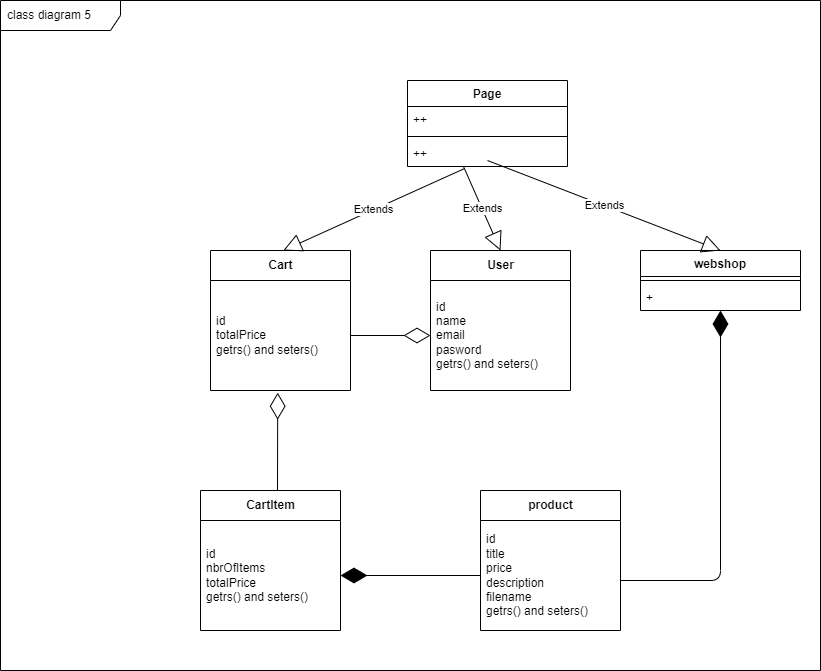 class diagram 5
Page
++
++
Extends
Extends
Extends
Cart
id
totalPrice
getrs() and seters()
User
id
name
email
pasword
getrs() and seters()
webshop
+
CartItem
id
nbrOfItems
totalPrice
getrs() and seters()
product
id
title
price
description
filename
getrs() and seters()